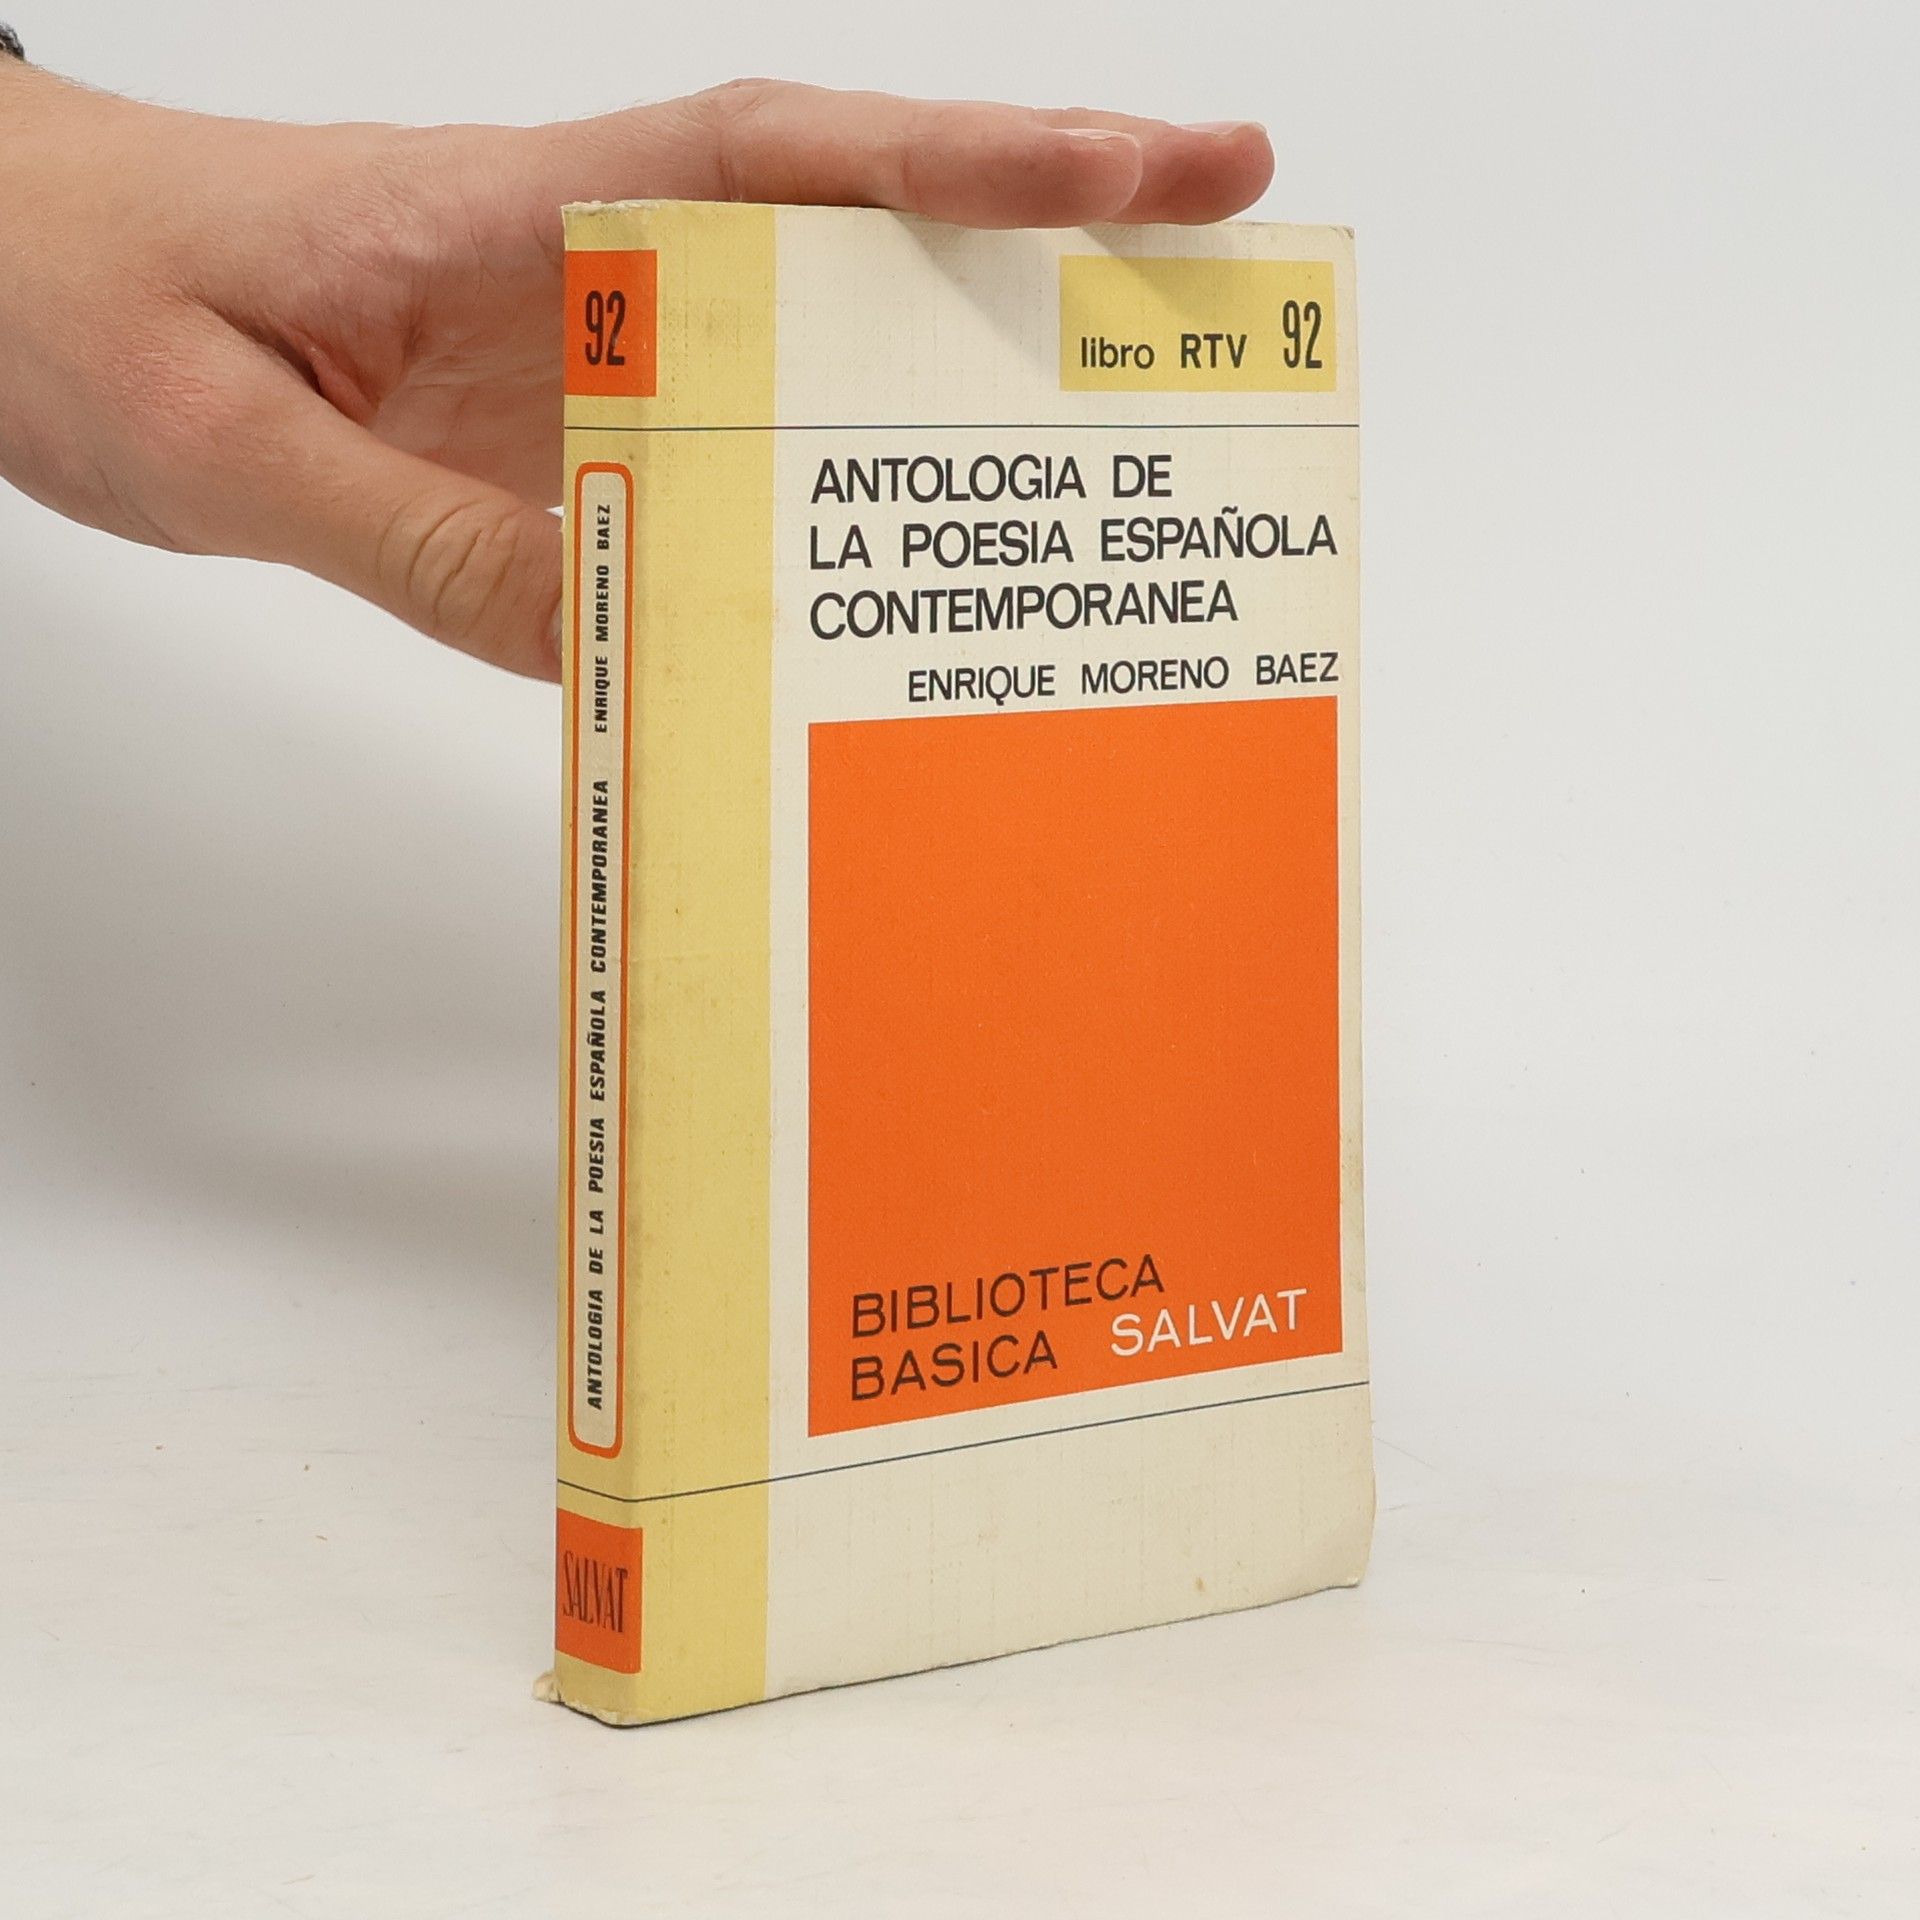 92
ANTOLOGIA DE LA POESIA ESPAÑOLA CONTEMPORANEA ENRIQUE MORENO BAEZ
SALVAT
libro RTV 92
ANTOLOGIA DE
LA POESIA ESPAÑOLA
CONTEMPORANEA
ENRIQUE MORENO BAEZ
BIBLIOTECA
BASICA SALVAT